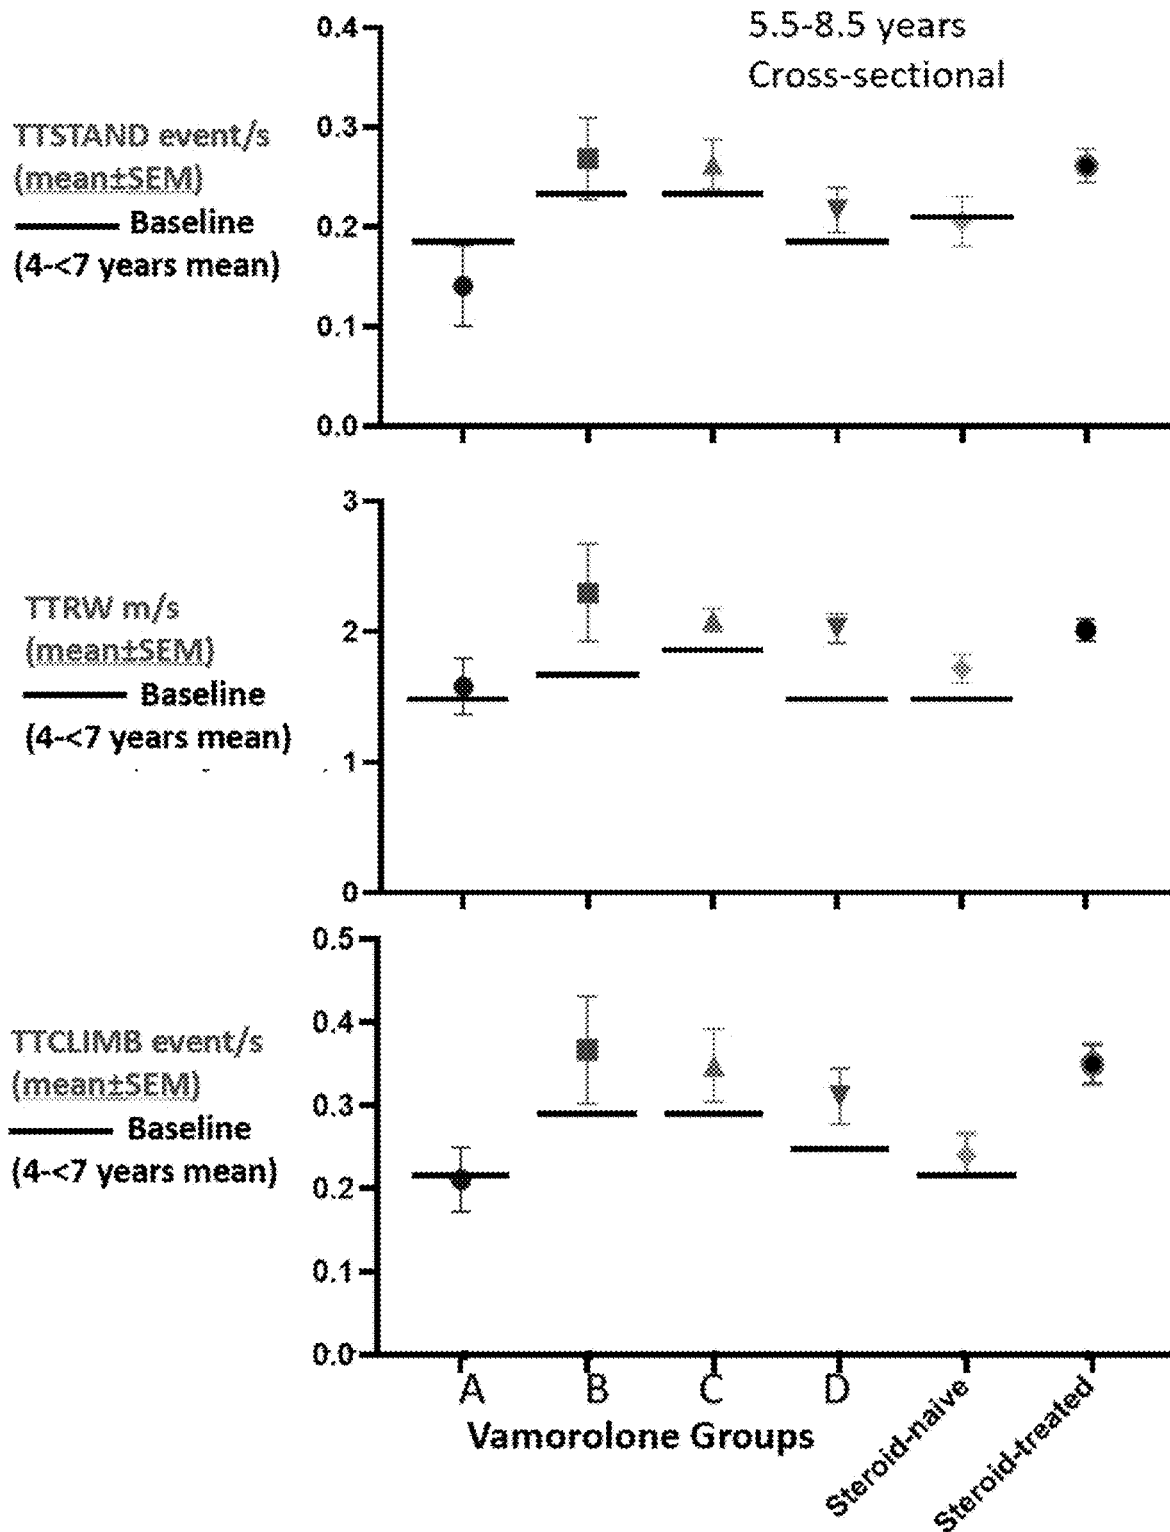 5.5-8.5 years
Cross-sectional
TTSTAND event/s
(mean±SEM)
Baseline
(4-<7 years mean)
0.4
0.3
0.2
0.1
0.0
TTRW m/s
(mean±SEM)
Baseline
(4-<7 years mean)
3
2
1
0
TTCLIMB event/s
(mean±SEM)
Baseline
(4-<7 years mean)
0.5
0.4
0.3
0.2
0.1
0.0
A B C D Steroid-naive Steroid-treated
Vamorolone Groups